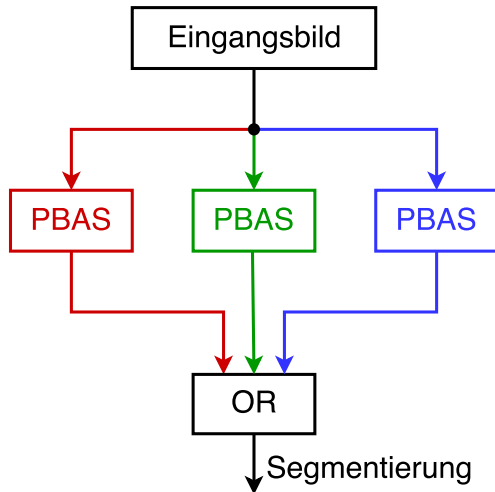 Eingangsbild
PBAS
PBAS
PBAS
OR
Segmentierung